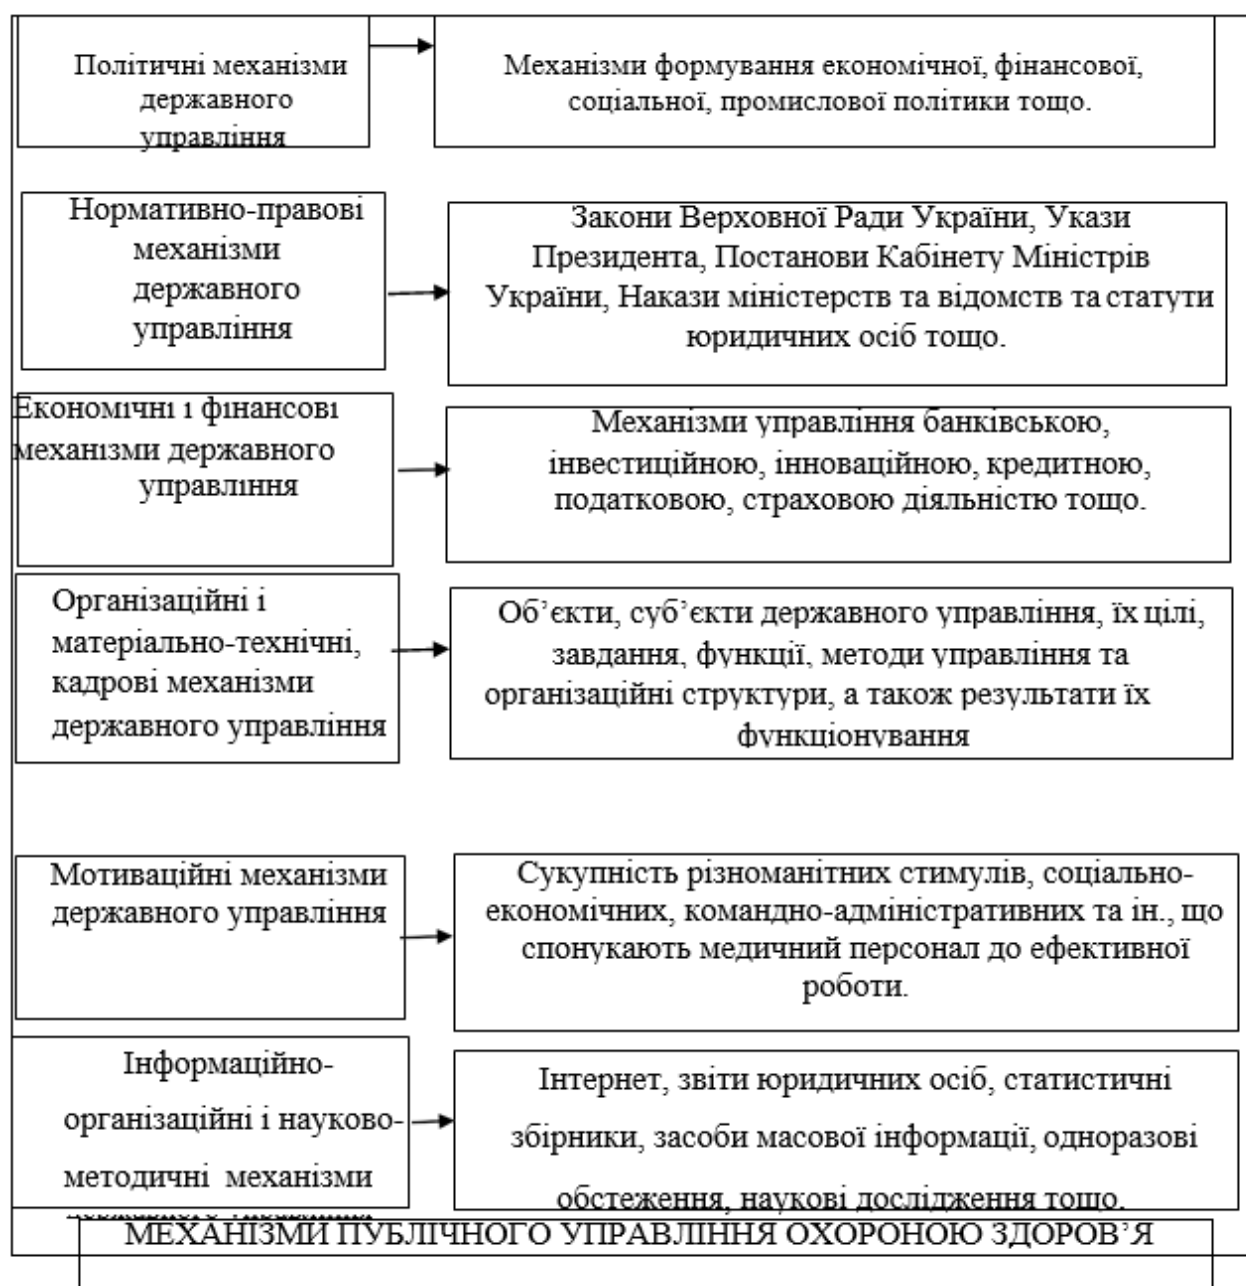 Політичні механізми
державного
управління
Механізми формування економічної, фінансової,
соціальної, промислової політики тощо.
Нормативно-правові
механізми
державного
управління
Закони Верховної Ради України, Укази
Президента, Постанови Кабінету Міністрів
України, Накази міністерств та відомств та статути
юридичних осіб тощо.
Економічні і фінансові
механізми державного
управління
Механізми управління банківською,
інвестиційною, інноваційною, кредитною,
податковою, страховою діяльністю тощо.
Організаційні і
матеріально-технічні,
кадрові механізми
державного управління
Об’єкти, суб’єкти державного управління, їх цілі,
завдання, функції, методи управління та
організаційні структури, а також результати їх
функціонування
Мотиваційні механізми
державного управління
Сукупність різноманітних стимулів, соціально-
економічних, командно-адміністративних та ін., що
спонукають медичний персонал до ефективної
роботи.
Інформаційно-
організаційні і науково-
методичні механізми
Інтернет, звіти юридичних осіб, статистичні
збірники, засоби масової інформації, одноразові
обстеження, наукові дослідження тощо.
МЕХАНІЗМИ ПУБЛІЧНОГО УПРАВЛІННЯ ОХОРОНОЮ ЗДОРОВ’Я